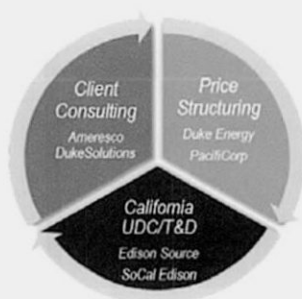 Client
Consulting
Ameresco
DukeSolutions
Price
Structuring
Duke Energy
PacifiCorp
California
UDC/T&D
Edison Source
SoCal Edison